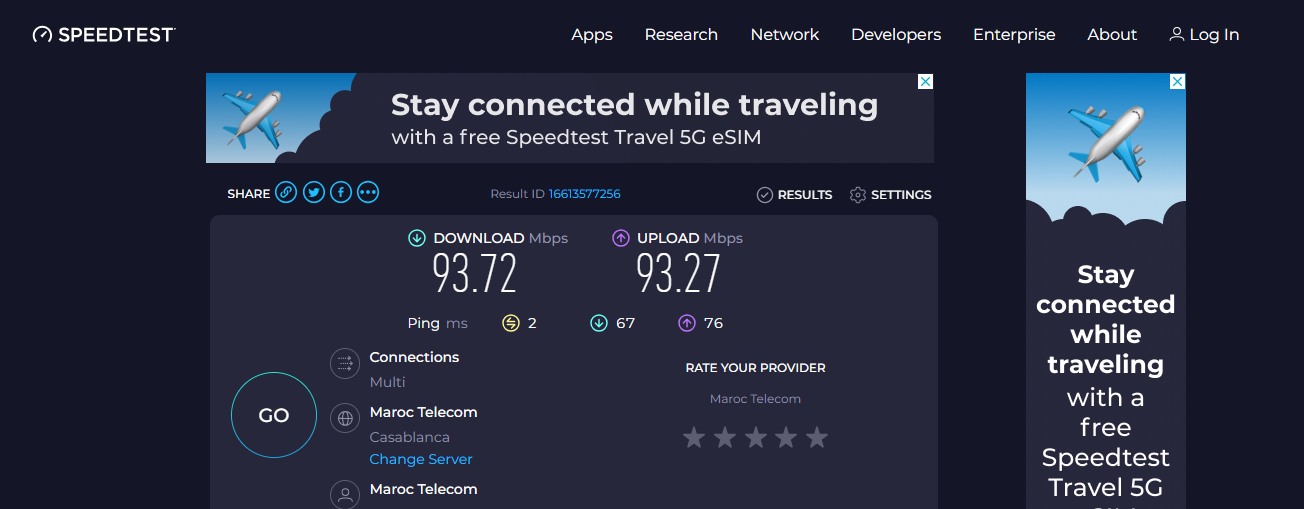 SPEEDTEST
Apps Research Network Developers Enterprise About Log In
Stay connected while traveling
with a free Speedtest Travel 5G eSIM
SHARE Result ID 16613577256 RESULTS SETTINGS
DOWNLOAD Mbps UPLOAD Mbps
93.72 93.27
Ping ms 2 67 76
GO
Connections
Multi
Maroc Telecom
Casablanca
Change Server
Maroc Telecom
RATE YOUR PROVIDER
Maroc Telecom
Stay
connected
while
traveling
with a
free
Speedtest
Travel 5G